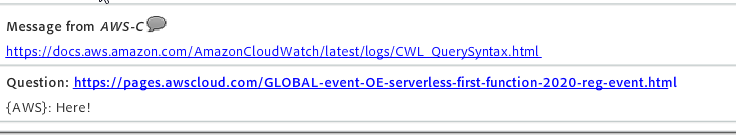 Message from AWS-C
https://docs.aws.amazon.com/AmazonCloudWatch/latest/logs/CWL_QuerySyntax.html
Question: https://pages.awscloud.com/GLOBAL-event-OE-serverless-first-function-2020-reg-event.html
{AWS}: Here!